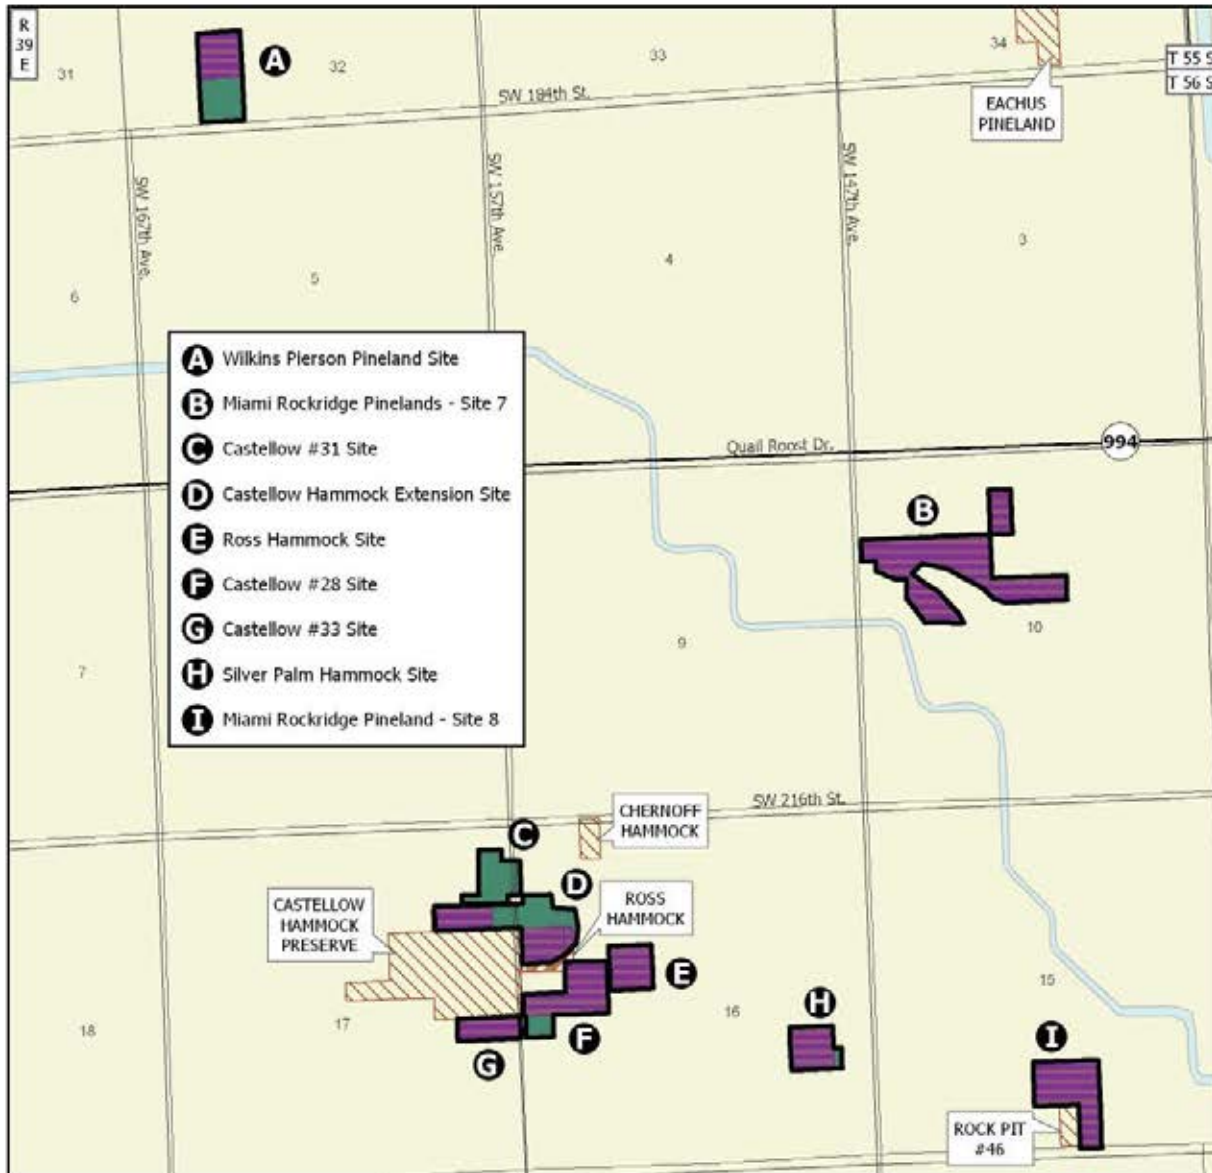 R
39
E
31
A
32
33
34
T 55 S
T 56 S
SW 184th St.
EACHUS
PINELAND
SW 167th Ave.
SW 157th Ave.
SW 147th Ave.
6
5
4
3
A Wilkins Pierson Pineland Site
B Miami Rockridge Pinelands - Site 7
C Castellow #31 Site
D Castellow Hammock Extension Site
E Ross Hammock Site
F Castellow #28 Site
G Castellow #33 Site
H Silver Palm Hammock Site
I Miami Rockridge Pineland - Site 8
Quail Roost Dr.
994
B
7
9
10
SW 216th St.
CHERNOFF
HAMMOCK
C
D
CASTELLOW
HAMMOCK
PRESERVE
ROSS
HAMMOCK
E
18
17
16
15
H
F
G
I
ROCK PIT
#46